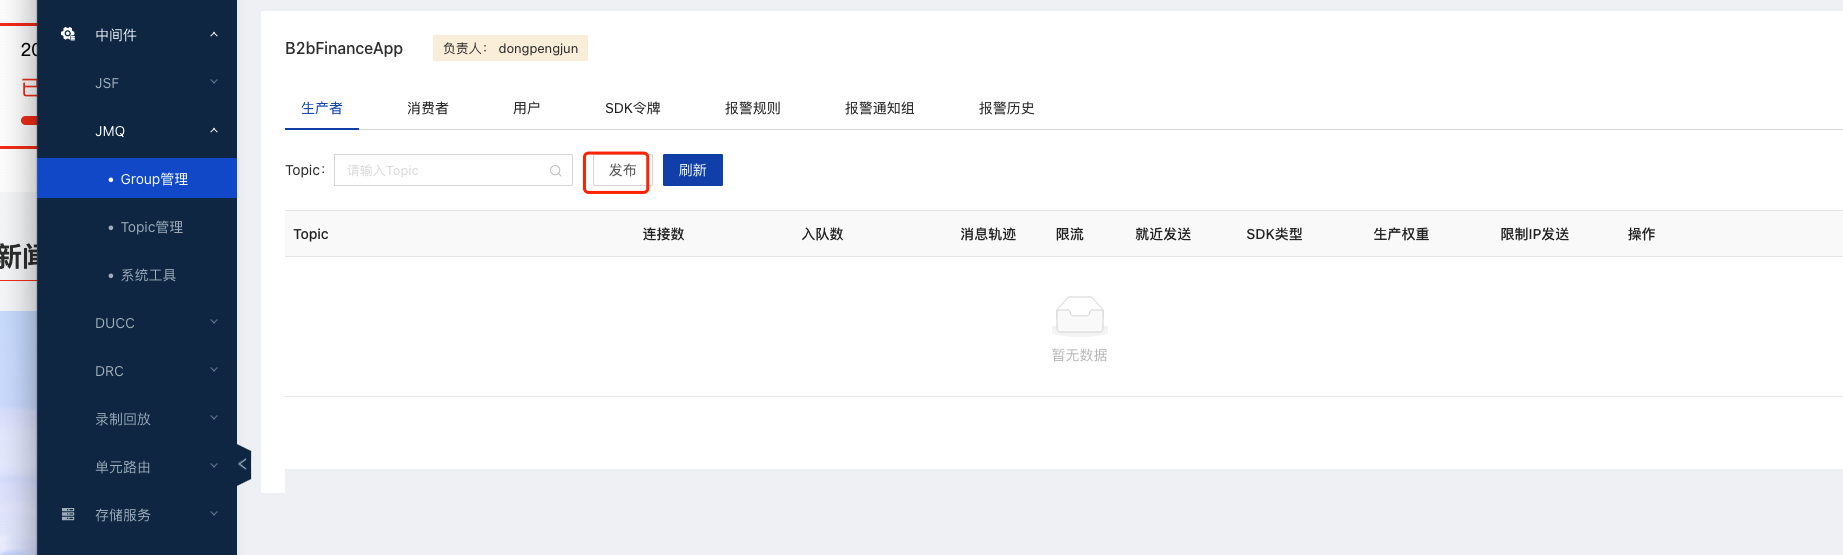 20
已
新闻
中间件
JSF
JMQ
• Group管理
• Topic管理
• 系统工具
DUCC
DRC
录制回放
单元路由
存储服务
B2bFinanceApp 负责人： dongpengjun
生产者 消费者 用户 SDK令牌 报警规则 报警通知组 报警历史
Topic: 请输入Topic 发布 刷新
Topic 连接数 入队数 消息轨迹 限流 就近发送 SDK类型 生产权重 限制IP发送 操作
暂无数据